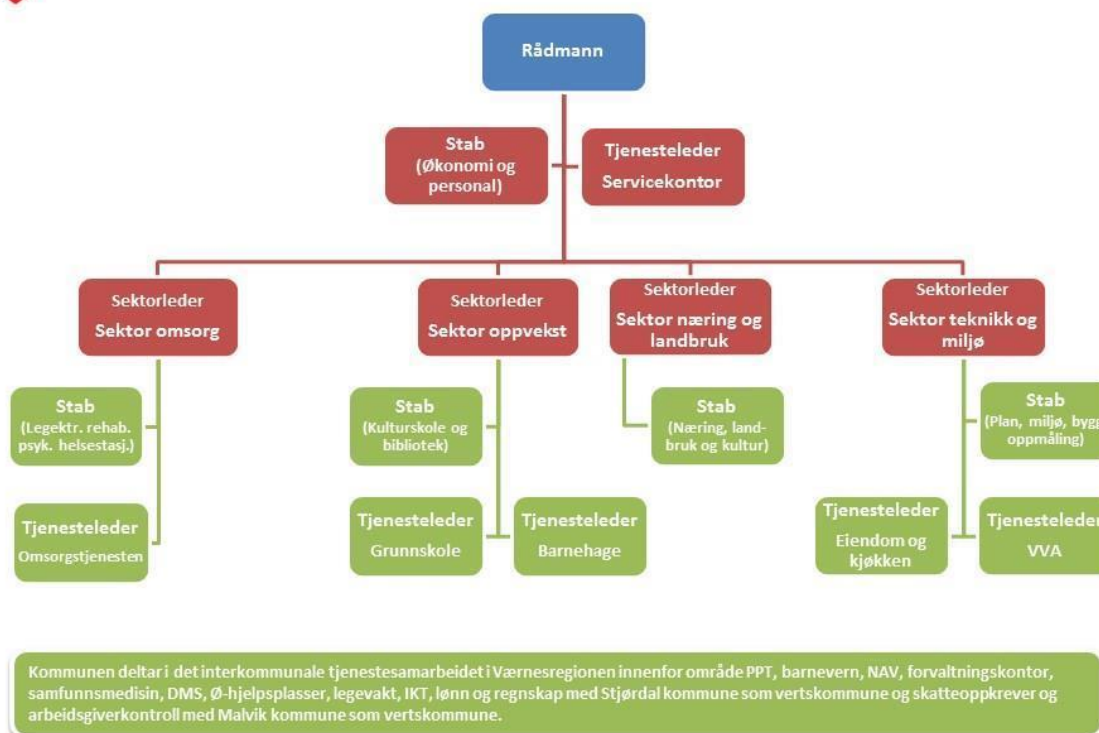 Rådmann
Stab
(Økonomi og
personal)
Tjenesteleder
Servicekontor
Sektorleder
Sektor omsorg
Sektorleder
Sektor oppvekst
Sektorleder
Sektor næring og
landbruk
Sektorleder
Sektor teknikk og
miljø
Stab
(Legektr. rehab.
psyk. helsestasj.)
Stab
(Kulturskole og
bibliotek)
Stab
(Næring, land-
bruk og kultur)
Stab
(Plan, miljø, bygg
oppmåling)
Tjenesteleder
Omsorgstjenesten
Tjenesteleder
Grunnskole
Tjenesteleder
Barnehage
Tjenesteleder
Eiendom og
kjøkken
Tjenesteleder
VVA
Kommunen deltar i det interkommunale tjenestesamarbeidet i Værnesregionen innenfor område PPT, barnevern, NAV, forvaltningskontor,
samfunnsmedisin, DMS, Ø-hjelpsplasser, legevakt, IKT, lønn og regnskap med Stjørdal kommune som vertskommune og skatteoppkrever og
arbeidsgiverkontroll med Malvik kommune som vertskommune.